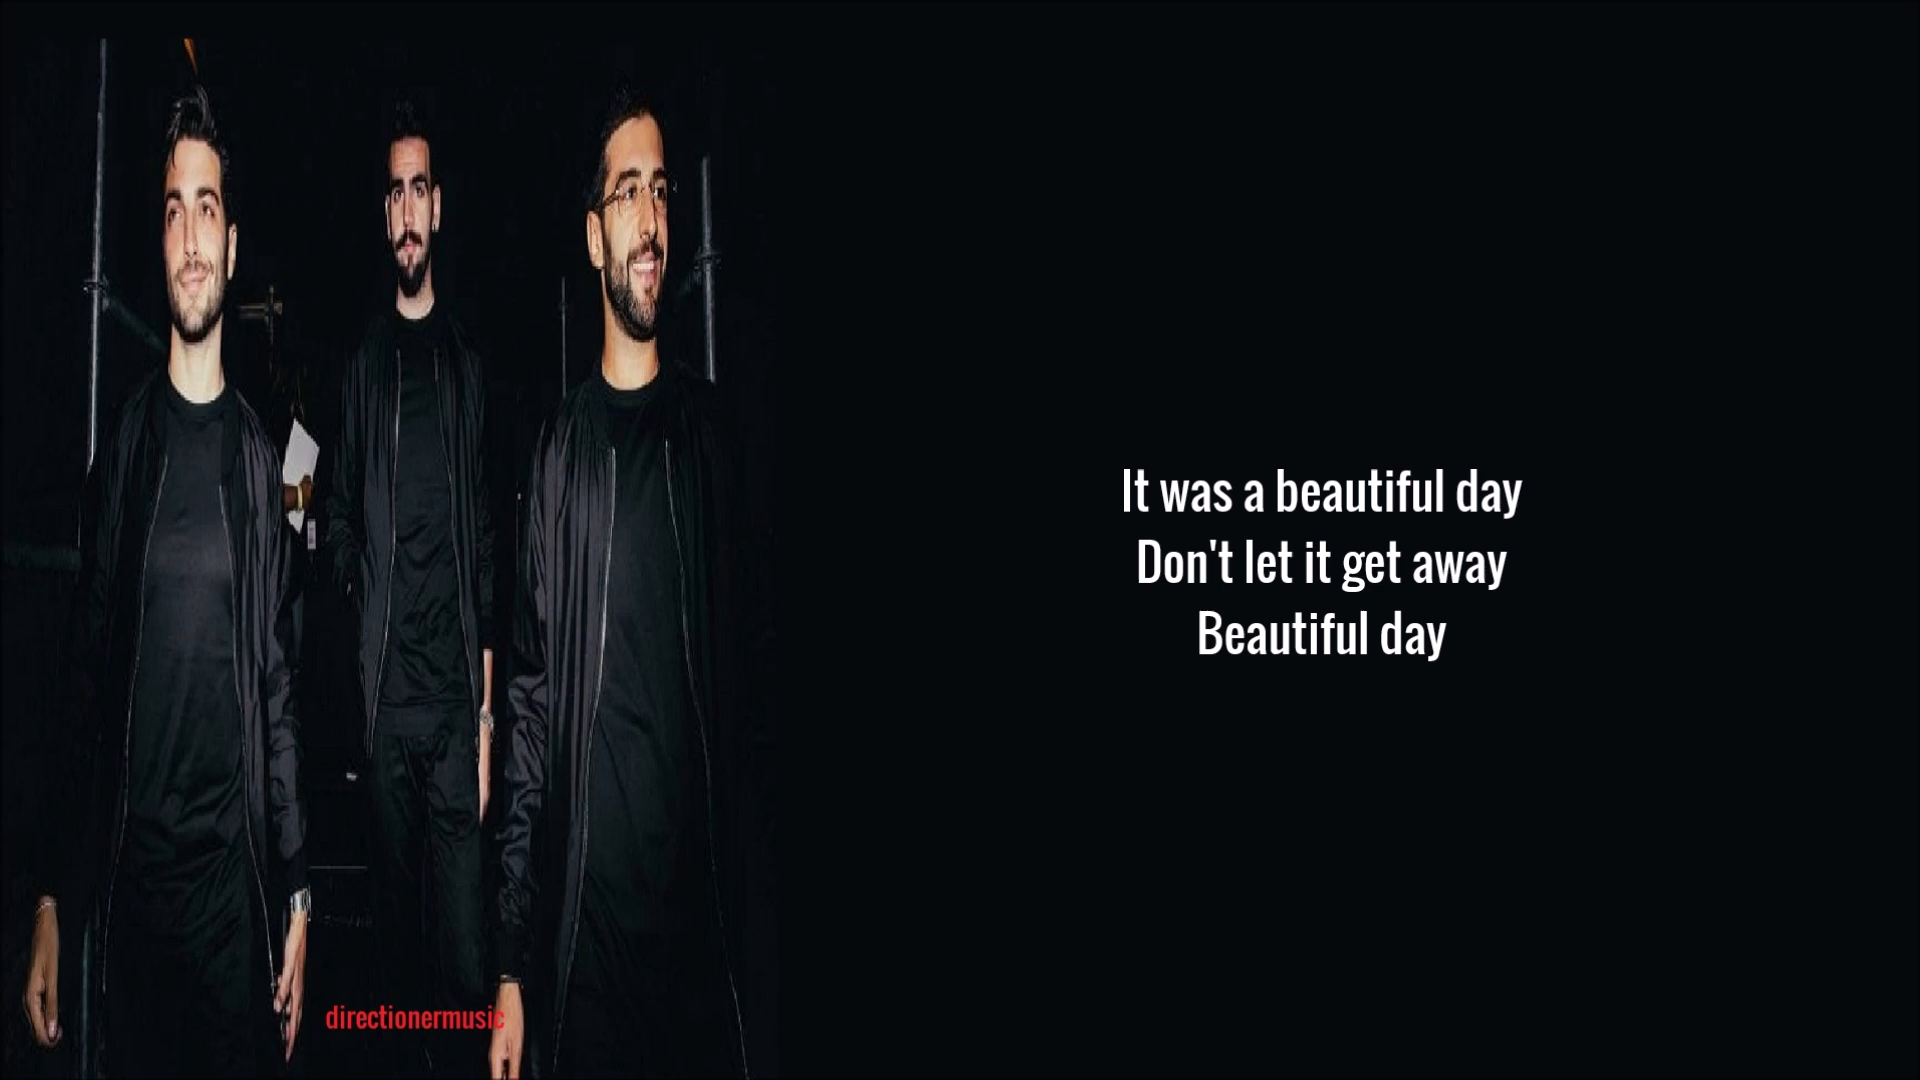 It was a beautiful day
Don't let it get away
Beautiful day
directionermusic